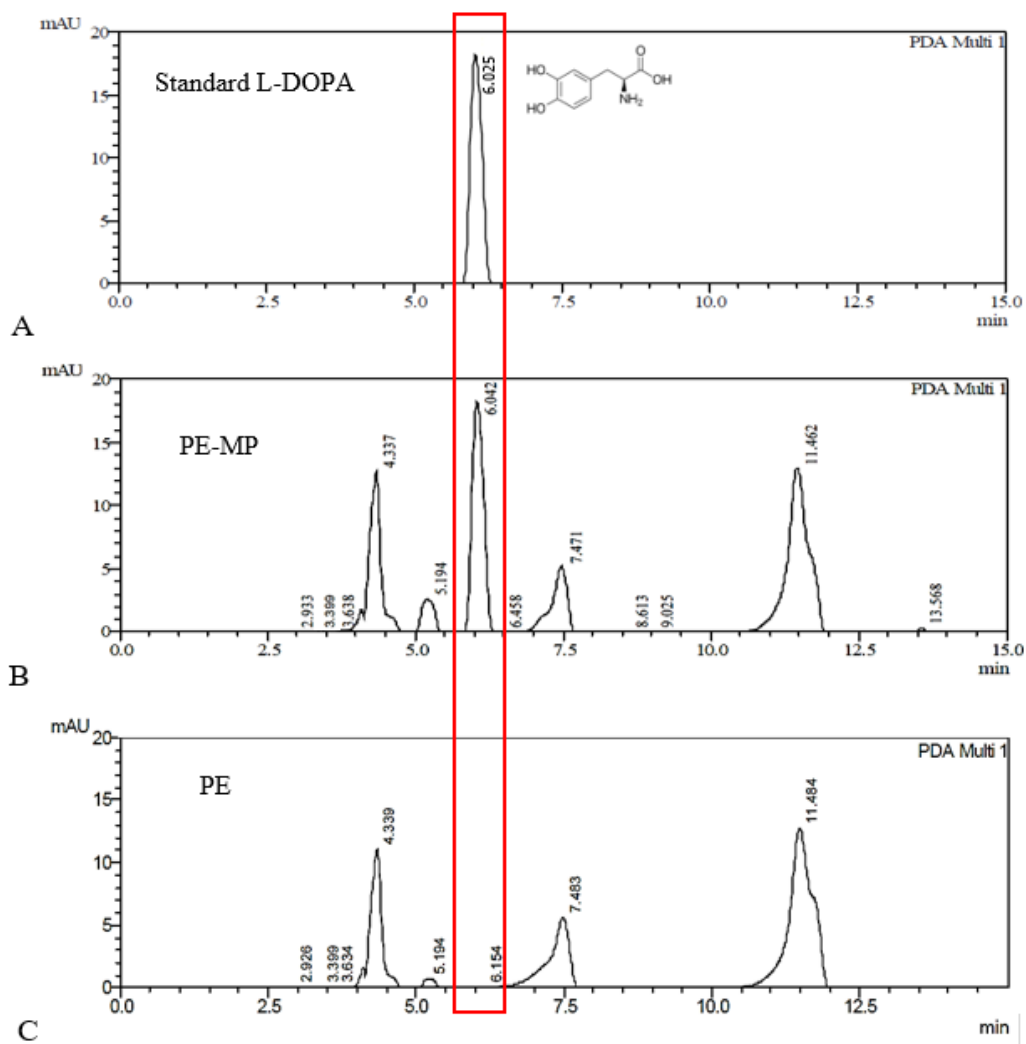 mAU
20
PDA Multi 1
Standard L-DOPA
6.025
HO
HO
O
OH
NH2
15
10
5
0
0.0 2.5 5.0 7.5 10.0 12.5 15.0
min
A
mAU
20
PDA Multi 1
PE-MP
15
10
5
0
2.933
3.399
3.638
4.337
5.194
6.042
6.458
7.471
8.613
9.025
11.462
13.568
0.0 2.5 5.0 7.5 10.0 12.5 15.0
min
B
mAU
20
PDA Multi 1
PE
15
10
5
0
2.926
3.399
3.634
4.339
5.194
6.154
7.483
11.484
0.0 2.5 5.0 7.5 10.0 12.5
min
C